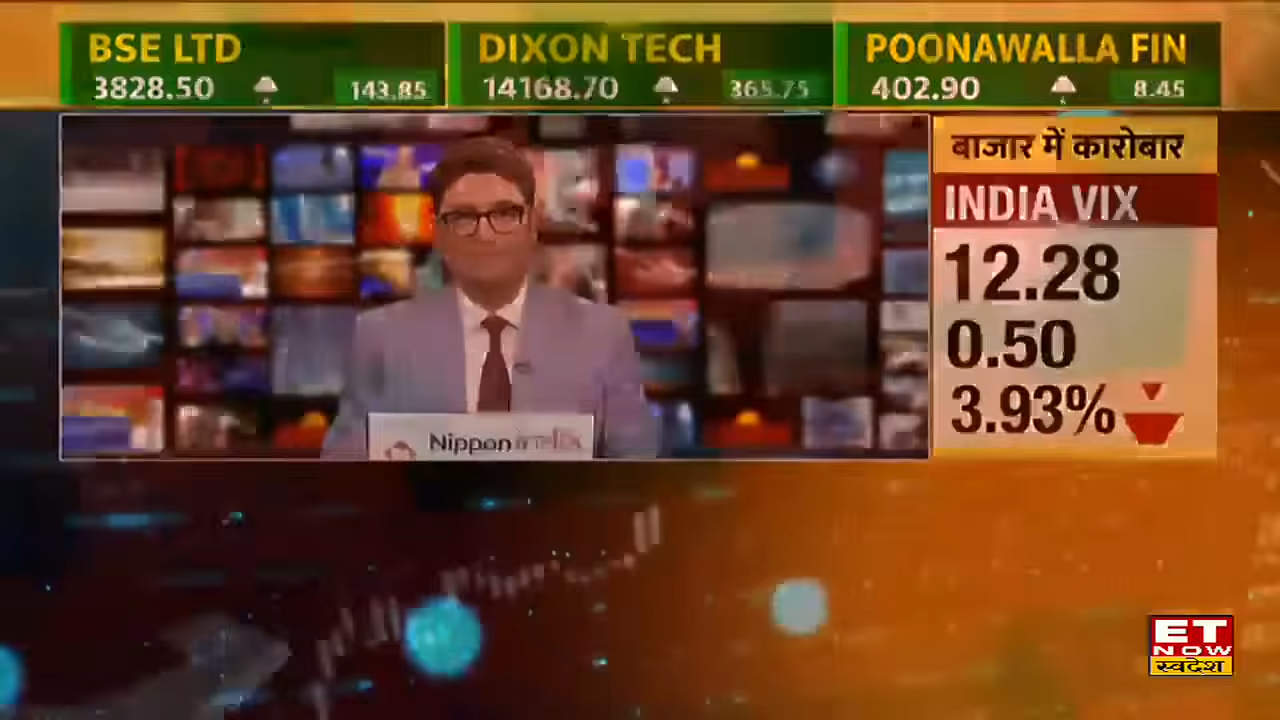 BSE LTD
3828.50 143.85
DIXON TECH
14168.70 365.75
POONAWALLA FIN
402.90 8.45
बाजार में कारोबार
INDIA VIX
12.28
0.50
3.93%
Nippon
ET
NOW
स्वदेश